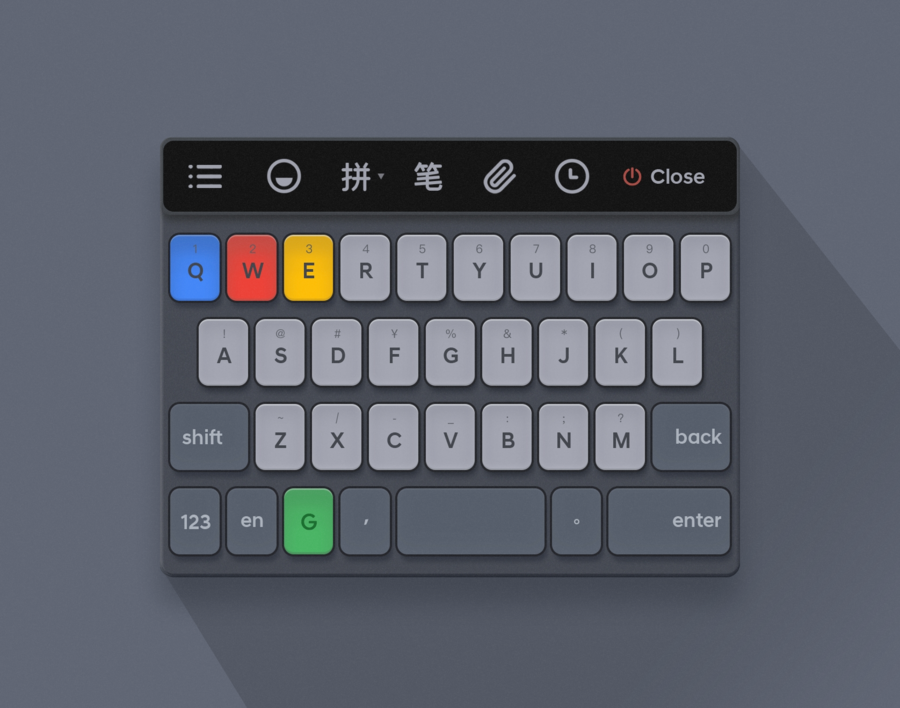 拼 笔 Close
1 2 3 4 5 6 7 8 9 0
Q W E R T Y U I O P
! @ # ¥ % & * ( )
A S D F G H J K L
~ / - _ : ; ?
shift Z X C V B N M back
123 en G , 。 enter